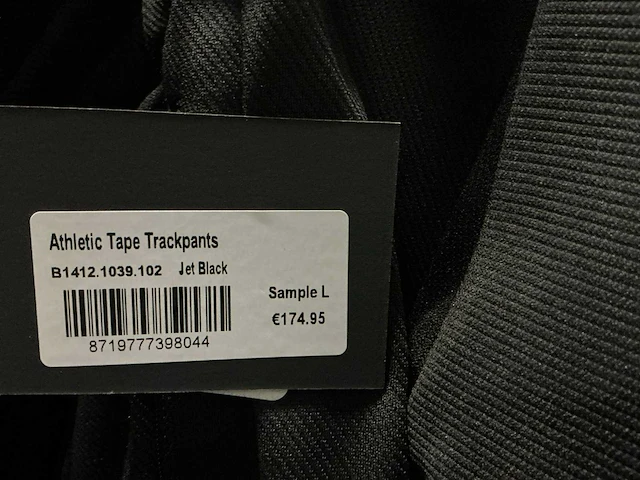 Athletic Tape Trackpants
B1412.1039.102 Jet Black
Sample L
€174.95
8719777398044